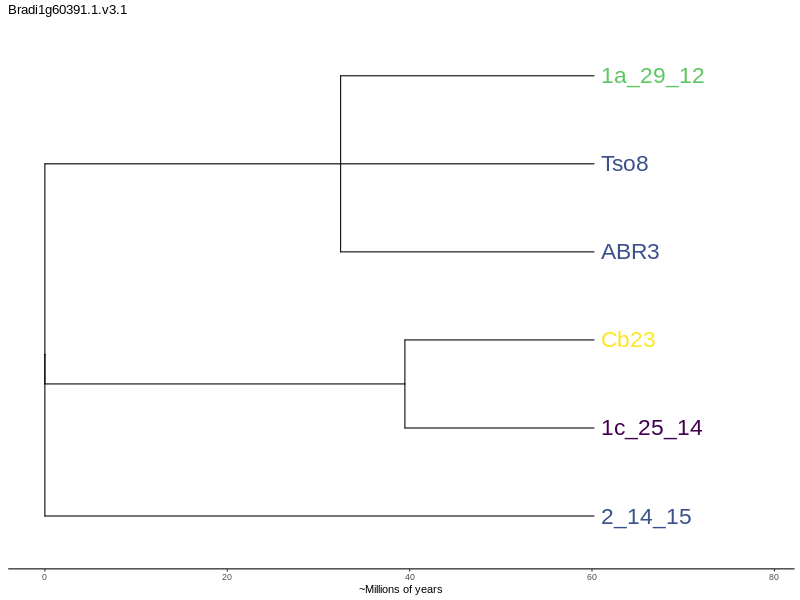 Bradi1g60391.1.v3.1
1a_29_12
Tso8
ABR3
Cb23
1c_25_14
2_14_15
0 20 40 60 80
~Millions of years